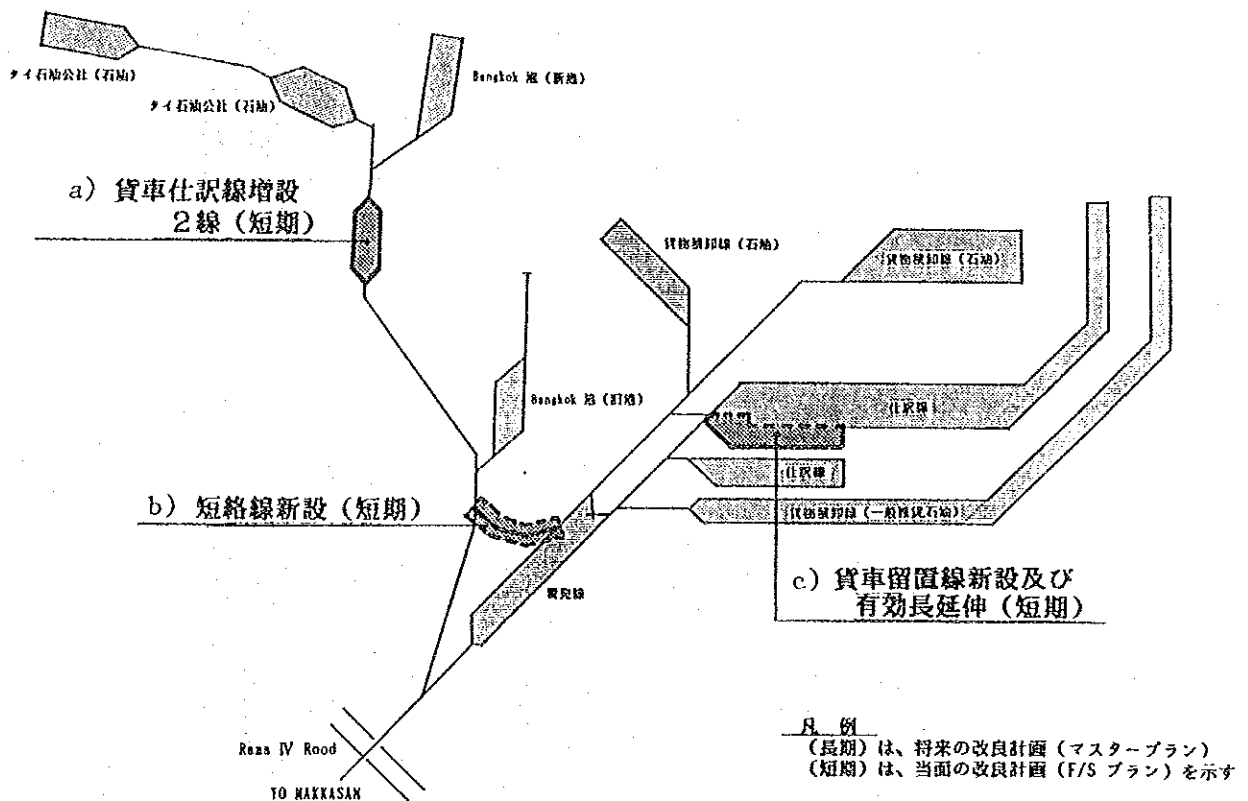 タイ石油公社（石油）
タイ石油公社（石油）
Bangkok 港（新港）
a）貨車仕訳線増設
２線（短期）
貨物積卸線（石油）
貨物積卸線（石油）
Bangkok 港（旧港）
仕訳線
仕訳線
b）短絡線新設（短期）
貨物積卸線（一般雑貨石油）
着発線
c）貨車留置線新設及び
有効長延伸（短期）
Rama IV Rood
TO MAKKASAN
凡 例
（長期）は、将来の改良計画（マスタープラン）
（短期）は、当面の改良計画（F/S プラン）を示す